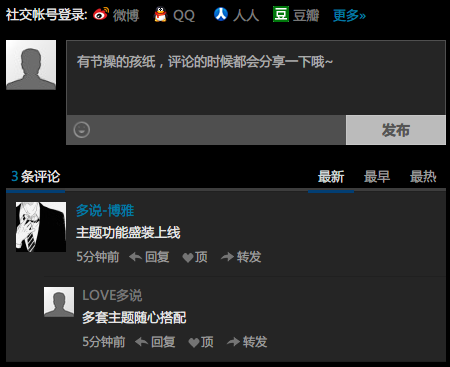 社交帐号登录: 微博 QQ 人人 豆 豆瓣 更多»
有节操的孩纸，评论的时候都会分享一下哦~
发布
3 条评论 最新 最早 最热
多说-博雅
主题功能盛装上线
5分钟前 回复 顶 转发
LOVE多说
多套主题随心搭配
5分钟前 回复 顶 转发